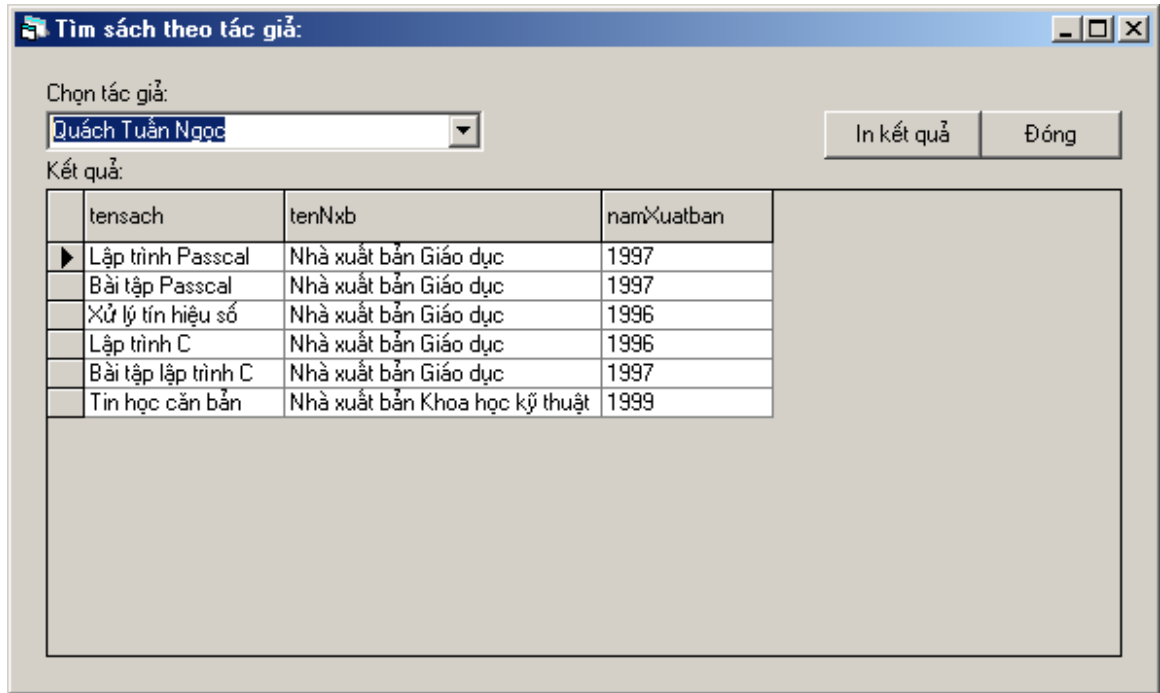 Tìm sách theo tác giả:
Chọn tác giả:
Quách Tuấn Ngọc
In kết quả Đóng
Kết quả:
tensach tenNxb namXuatban
Lập trình Passcal Nhà xuất bản Giáo dục 1997
Bài tập Passcal Nhà xuất bản Giáo dục 1997
Xử lý tín hiệu số Nhà xuất bản Giáo dục 1996
Lập trình C Nhà xuất bản Giáo dục 1996
Bài tập lập trình C Nhà xuất bản Giáo dục 1997
Tin học căn bản Nhà xuất bản Khoa học kỹ thuật 1999